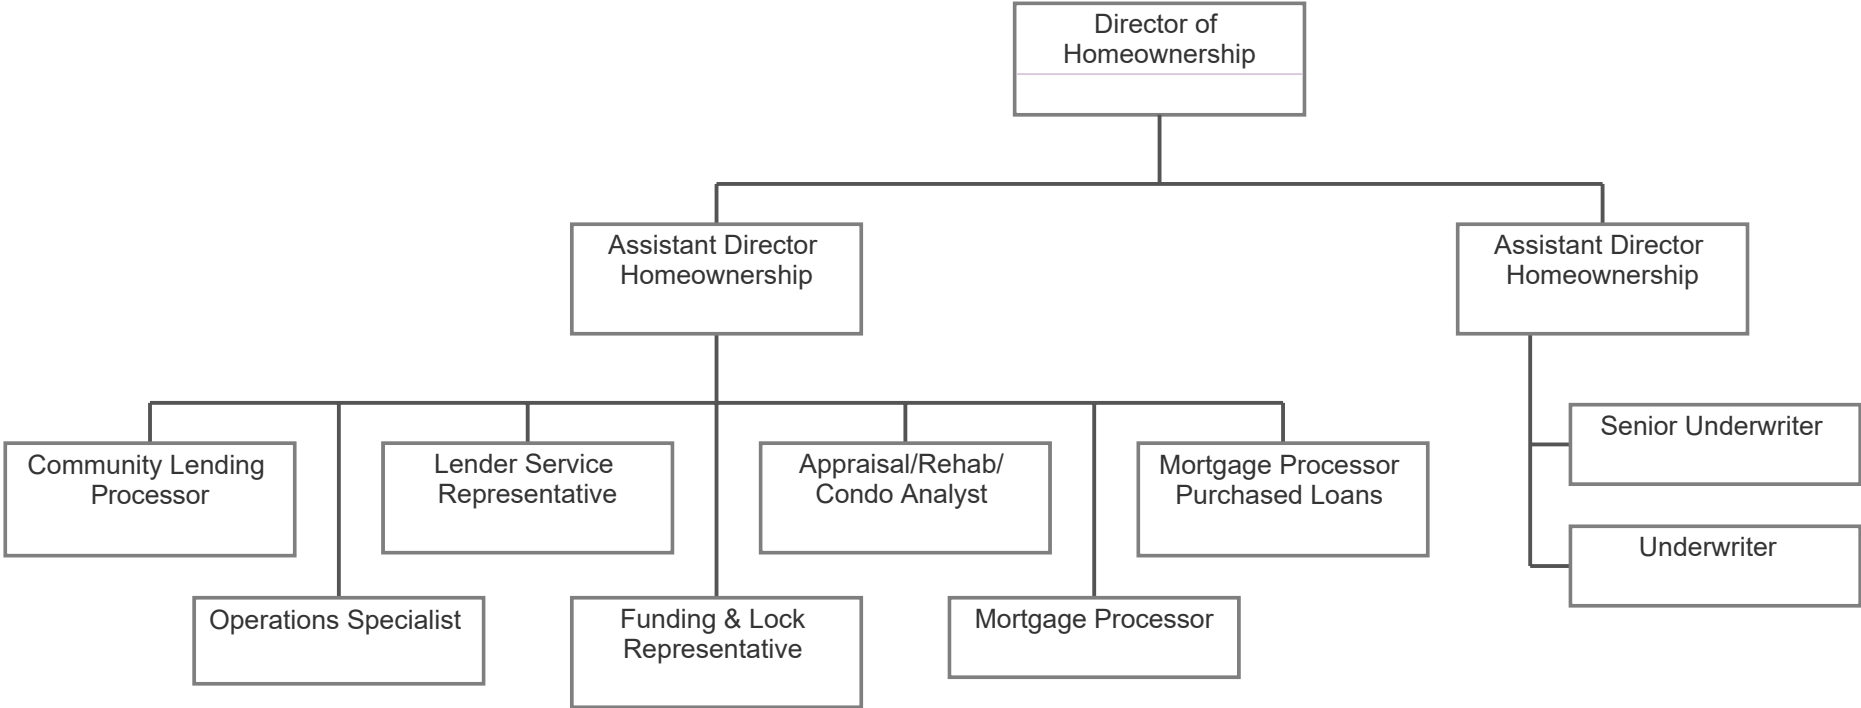 Director of
Homeownership
Assistant Director
Homeownership
Assistant Director
Homeownership
Community Lending
Processor
Lender Service
Representative
Appraisal/Rehab/
Condo Analyst
Mortgage Processor
Purchased Loans
Senior Underwriter
Underwriter
Operations Specialist
Funding & Lock
Representative
Mortgage Processor